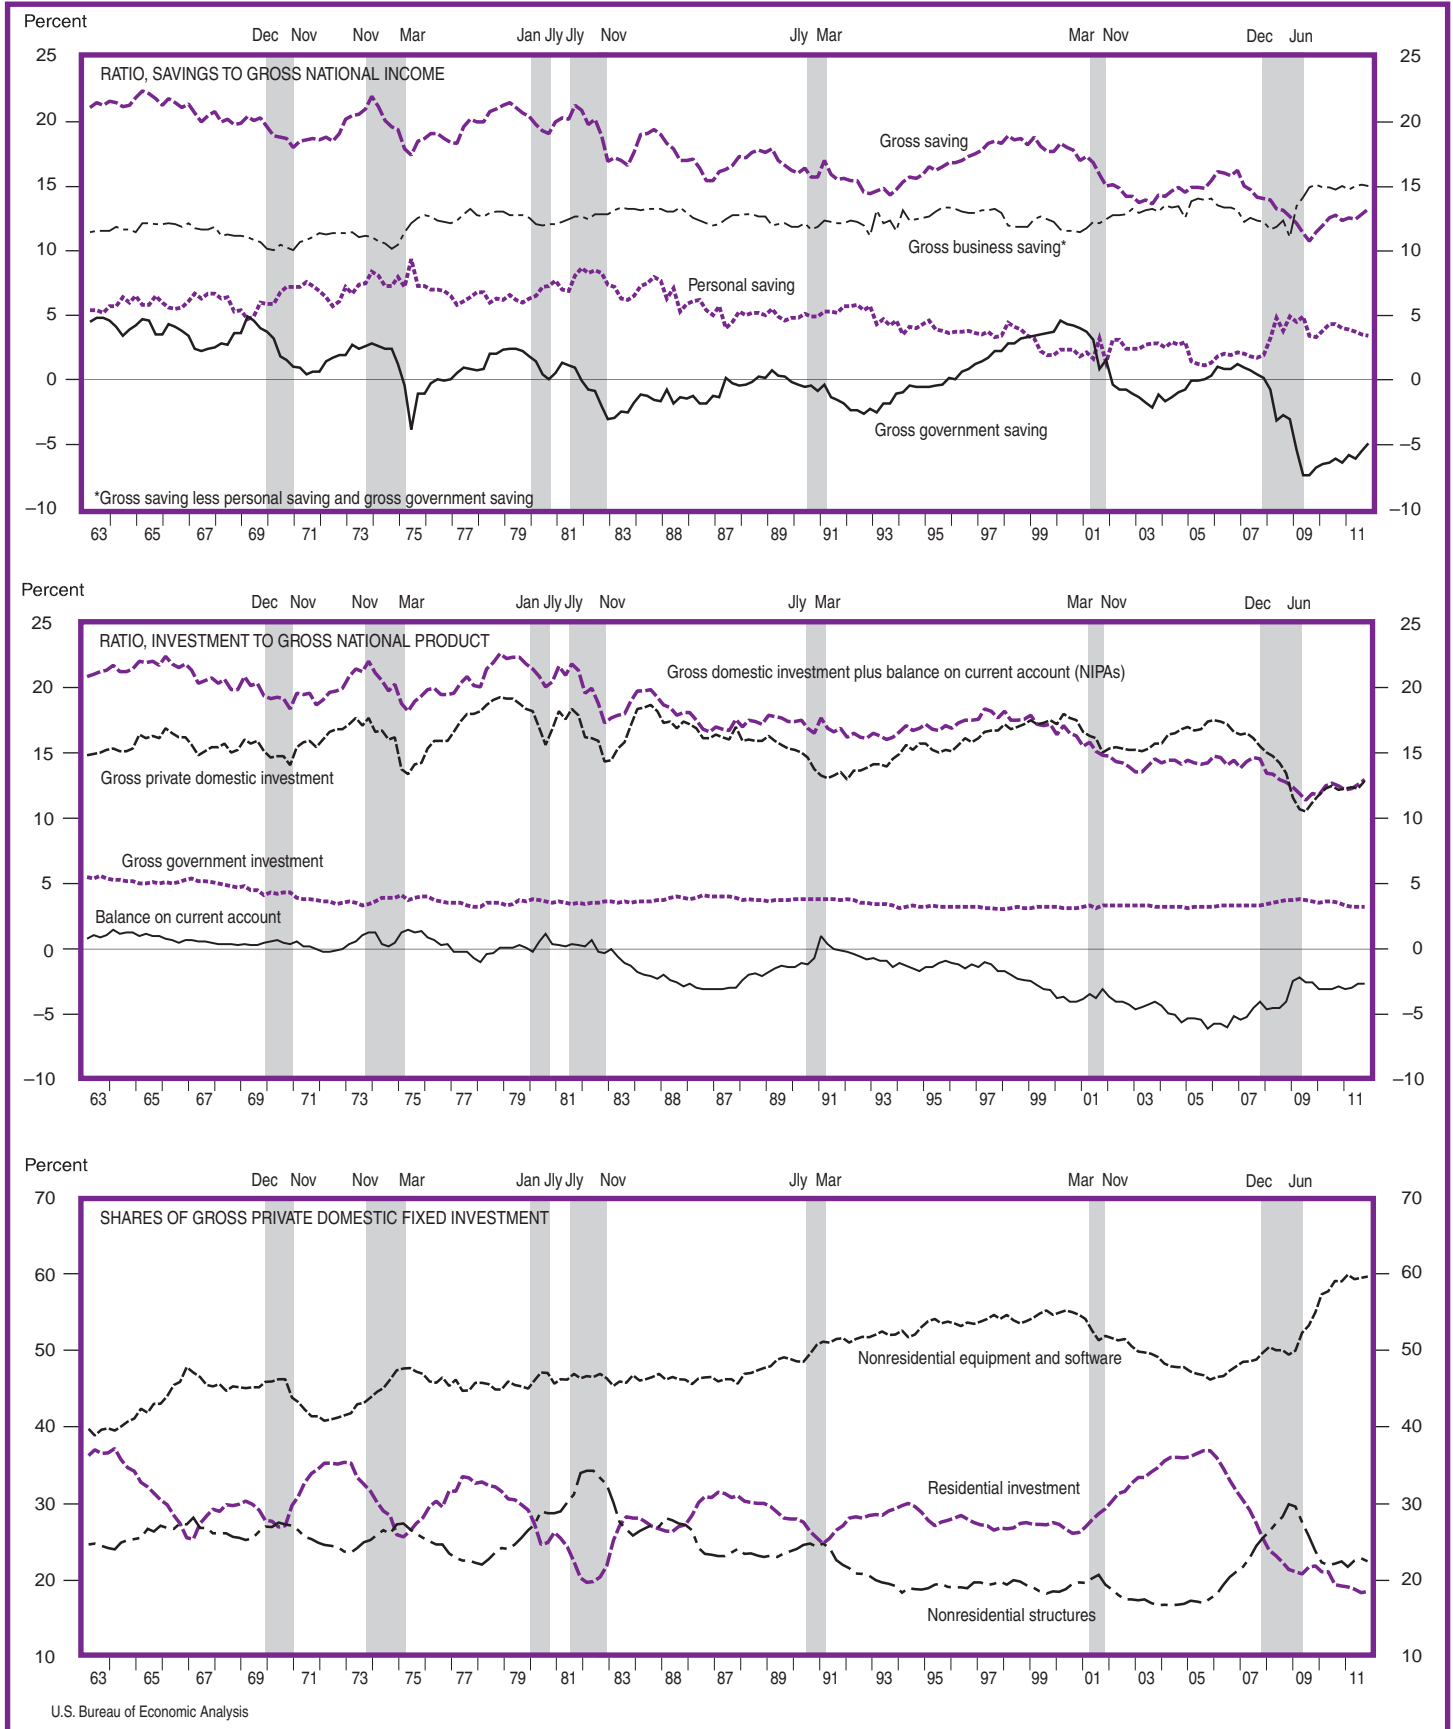 Percent
Dec Nov Nov Mar Jan Jly Jly Nov Jly Mar Mar Nov Dec Jun
25 25
RATIO, SAVINGS TO GROSS NATIONAL INCOME
20 20
Gross saving
15 15
Gross business saving*
10 10
Personal saving
5 5
0 0
Gross government saving
–5 –5
*Gross saving less personal saving and gross government saving
–10 –10
63 65 67 69 71 73 75 77 79 81 83 88 87 89 91 93 95 97 99 01 03 05 07 09 11
Percent
Dec Nov Nov Mar Jan Jly Jly Nov Jly Mar Mar Nov Dec Jun
25 25
RATIO, INVESTMENT TO GROSS NATIONAL PRODUCT
Gross domestic investment plus balance on current account (NIPAs)
20 20
15 15
Gross private domestic investment
10 10
Gross government investment
5 5
Balance on current account
0 0
–5 –5
–10 –10
63 65 67 69 71 73 75 77 79 81 83 88 87 89 91 93 95 97 99 01 03 05 07 09 11
Percent
Dec Nov Nov Mar Jan Jly Jly Nov Jly Mar Mar Nov Dec Jun
70 70
SHARES OF GROSS PRIVATE DOMESTIC FIXED INVESTMENT
60 60
50 50
Nonresidential equipment and software
40 40
Residential investment
30 30
20 20
Nonresidential structures
10 10
63 65 67 69 71 73 75 77 79 81 83 88 87 89 91 93 95 97 99 01 03 05 07 09 11
U.S. Bureau of Economic Analysis